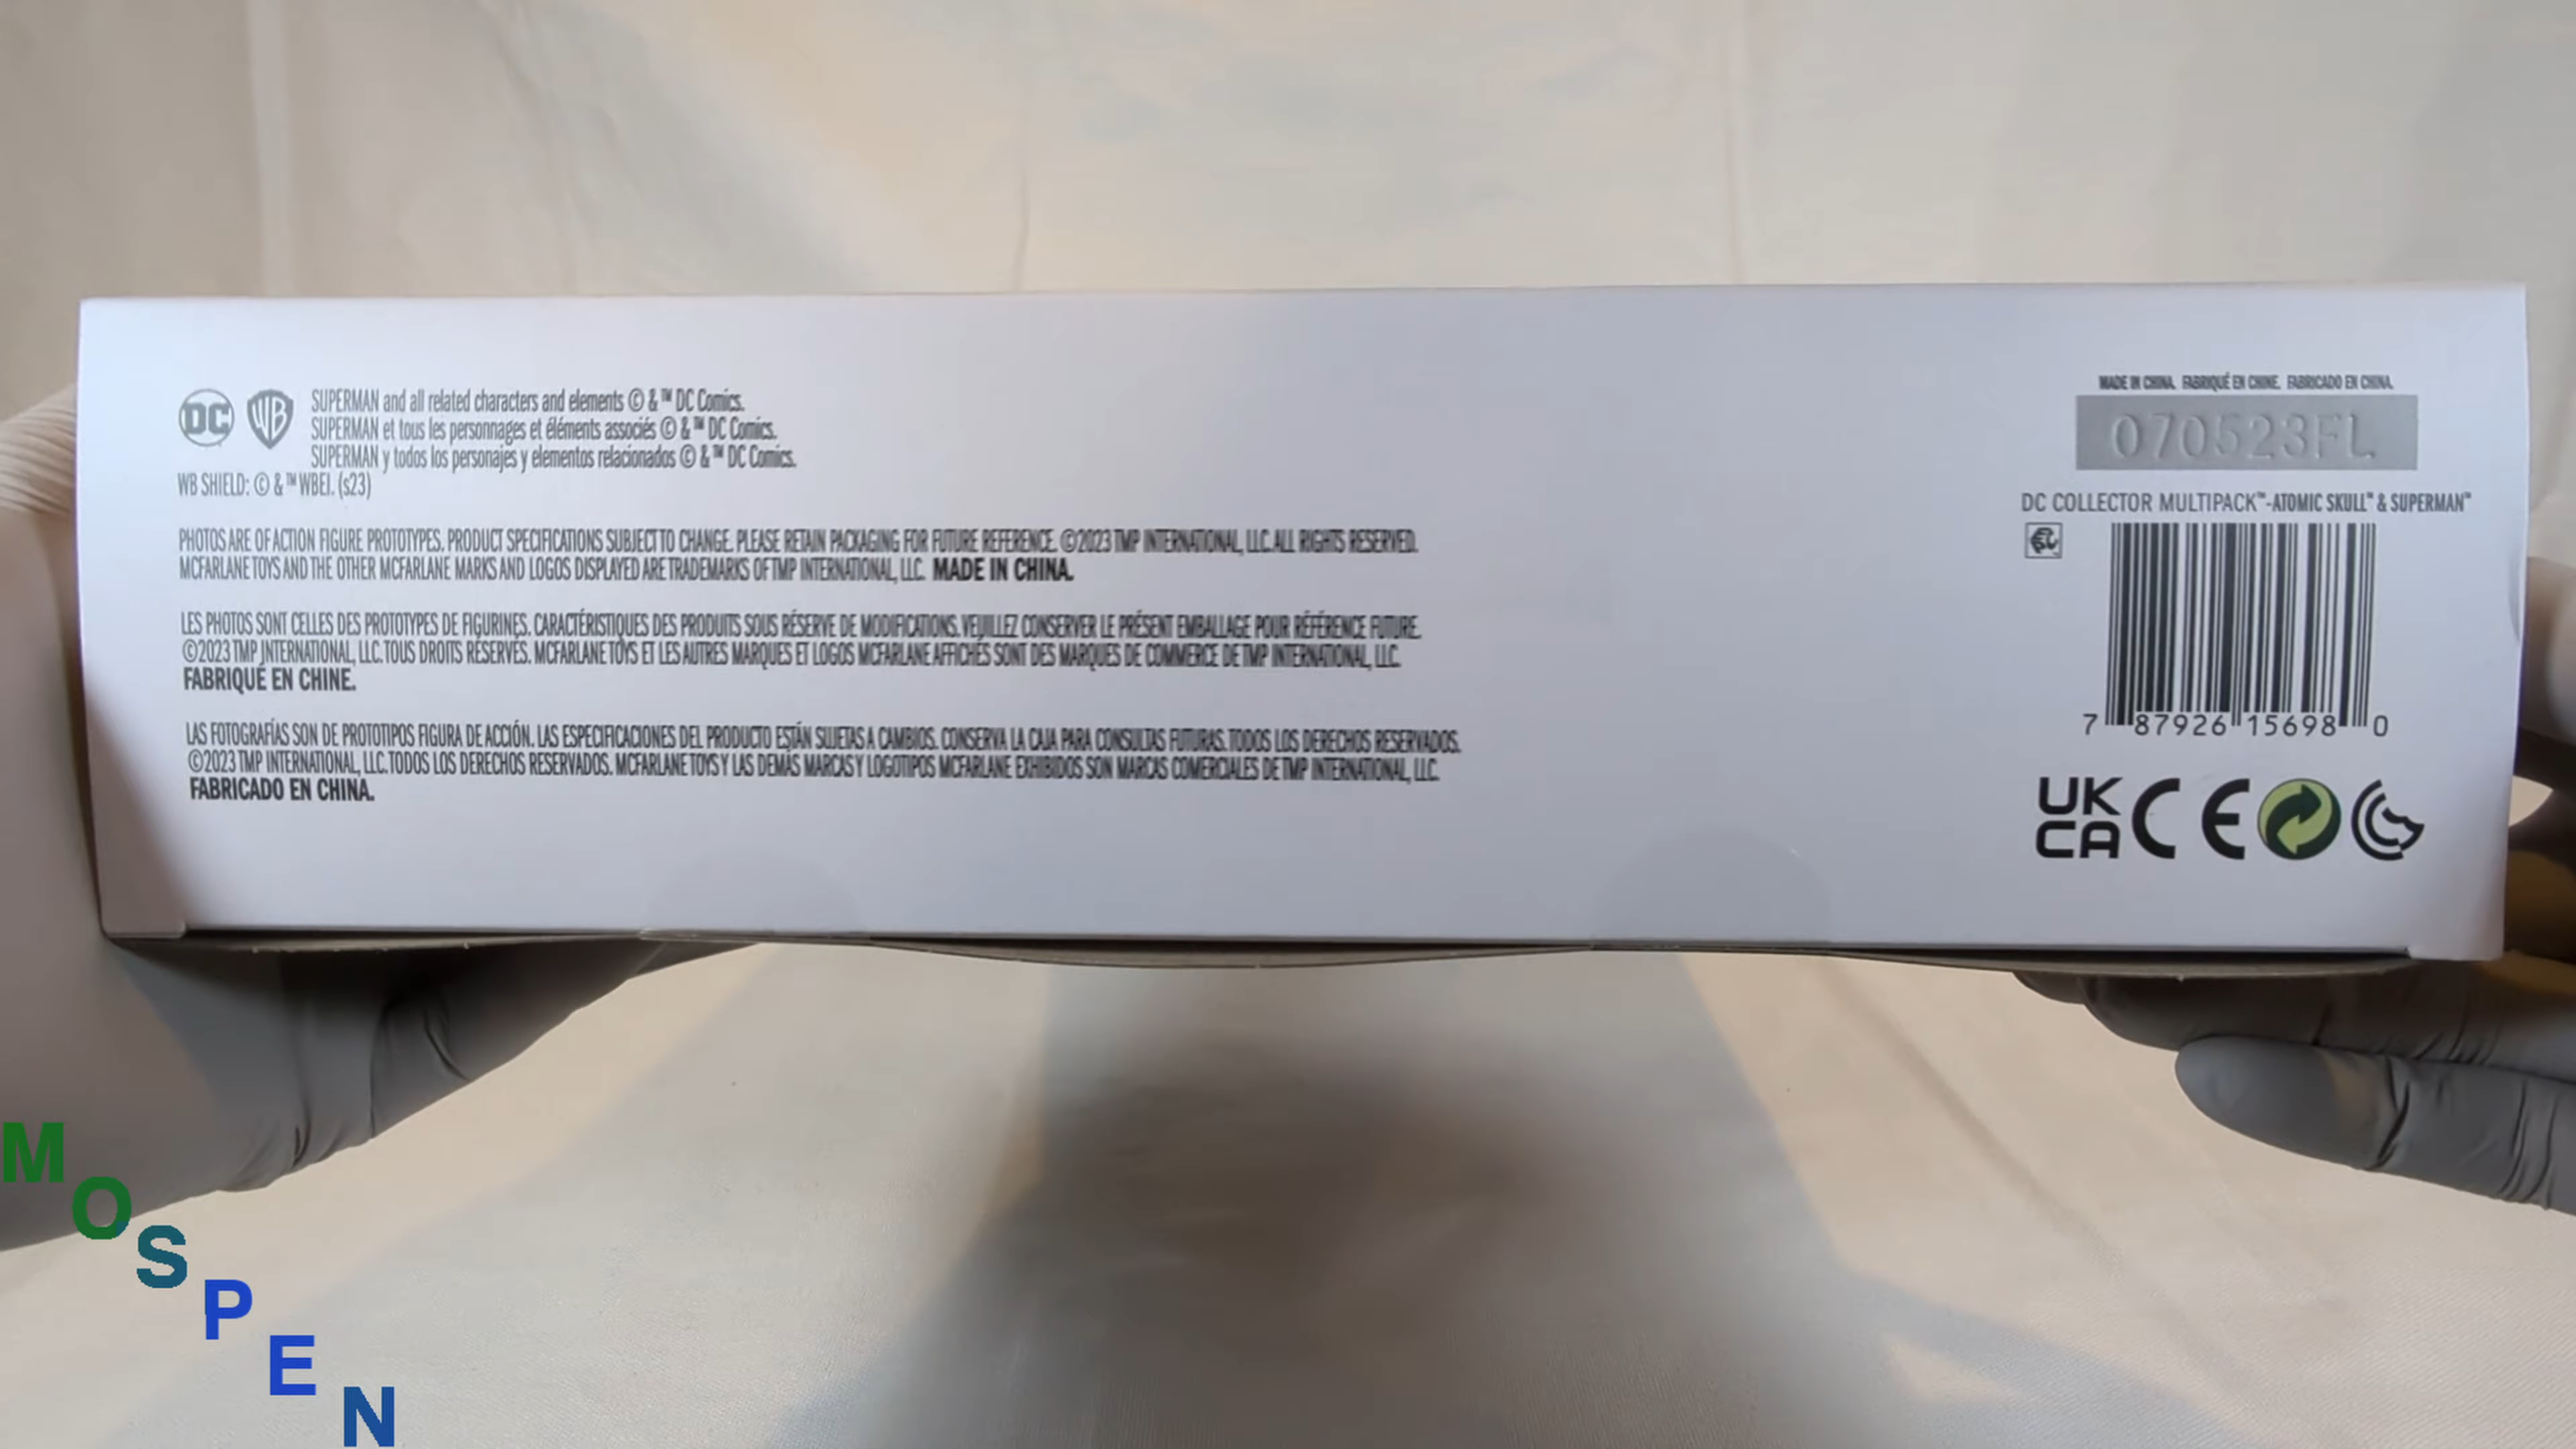 DC WB SUPERMAN and all related characters and elements © & ™ DC Comics.
SUPERMAN et tous les personnages et éléments associés © & ™ DC Comics.
SUPERMAN y todos los personajes y elementos relacionados © & ™ DC Comics.
WB SHIELD: © & ™ WBEI. (s23)
PHOTOS ARE OF ACTION FIGURE PROTOTYPES. PRODUCT SPECIFICATIONS SUBJECT TO CHANGE. PLEASE RETAIN PACKAGING FOR FUTURE REFERENCE. ©2023 TMP INTERNATIONAL, LLC. ALL RIGHTS RESERVED.
MCFARLANE TOYS AND THE OTHER MCFARLANE MARKS AND LOGOS DISPLAYED ARE TRADEMARKS OF TMP INTERNATIONAL, LLC. MADE IN CHINA.
LES PHOTOS SONT CELLES DES PROTOTYPES DE FIGURINES. CARACTÉRISTIQUES DES PRODUITS SOUS RÉSERVE DE MODIFICATIONS. VEUILLEZ CONSERVER LE PRÉSENT EMBALLAGE POUR RÉFÉRENCE FUTURE.
©2023 TMP INTERNATIONAL, LLC. TOUS DROITS RÉSERVÉS. MCFARLANE TOYS ET LES AUTRES MARQUES ET LOGOS MCFARLANE AFFICHÉS SONT DES MARQUES DE COMMERCE DE TMP INTERNATIONAL, LLC.
FABRIQUÉ EN CHINE.
LAS FOTOGRAFÍAS SON DE PROTOTIPOS FIGURA DE ACCIÓN. LAS ESPECIFICACIONES DEL PRODUCTO ESTÁN SUJETAS A CAMBIOS. CONSERVA LA CAJA PARA CONSULTAS FUTURAS. TODOS LOS DERECHOS RESERVADOS.
©2023 TMP INTERNATIONAL, LLC. TODOS LOS DERECHOS RESERVADOS. MCFARLANE TOYS Y LAS DEMÁS MARCAS Y LOGOTIPOS MCFARLANE EXHIBIDOS SON MARCAS COMERCIALES DE TMP INTERNATIONAL, LLC.
FABRICADO EN CHINA.
MADE IN CHINA. FABRIQUÉ EN CHINE. FABRICADO EN CHINA.
070523FL
DC COLLECTOR MULTIPACK™-ATOMIC SKULL™ & SUPERMAN™
7 87926 15698 0
UK
CA CE
MOSPEN